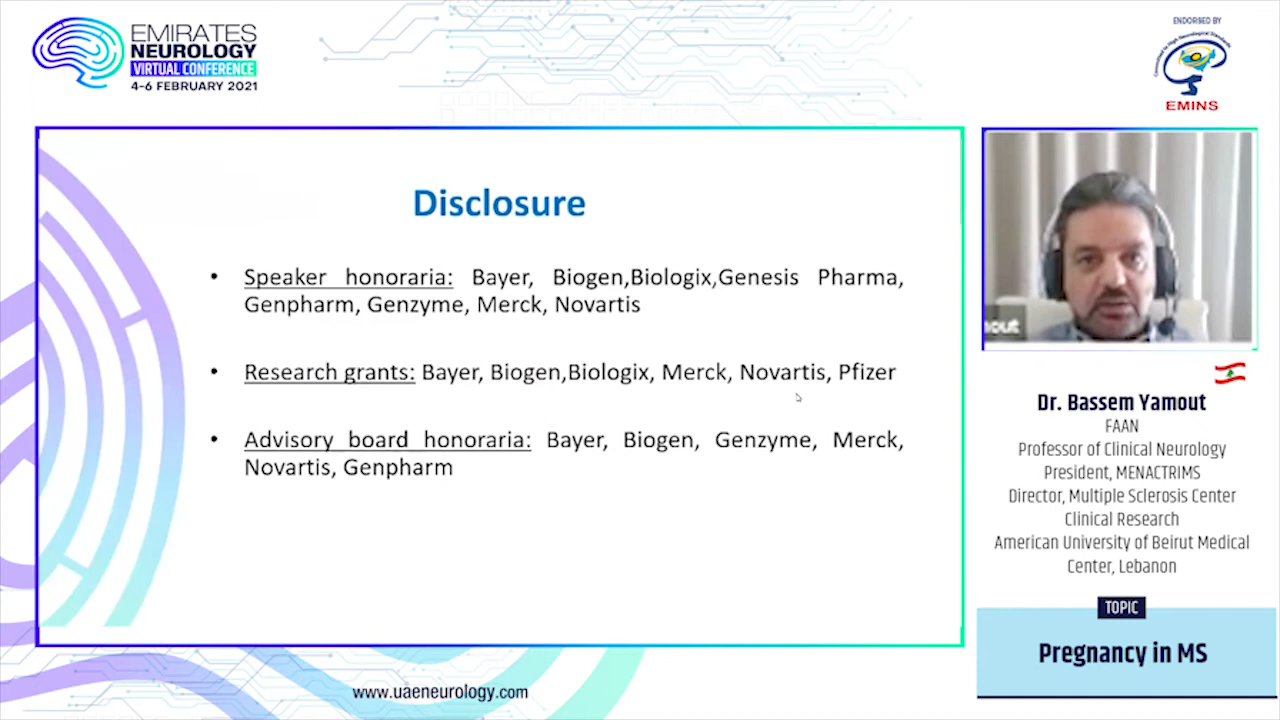 EMIRATES
NEUROLOGY
VIRTUAL CONFERENCE
4-6 FEBRUARY 2021
ENDORSED BY
EMINS
Disclosure
• Speaker honoraria: Bayer, Biogen,Biologix,Genesis Pharma,
Genpharm, Genzyme, Merck, Novartis
• Research grants: Bayer, Biogen,Biologix, Merck, Novartis, Pfizer
• Advisory board honoraria: Bayer, Biogen, Genzyme, Merck,
Novartis, Genpharm
Dr. Bassem Yamout
FAAN
Professor of Clinical Neurology
President, MENACTRIMS
Director, Multiple Sclerosis Center
Clinical Research
American University of Beirut Medical
Center, Lebanon
TOPIC
Pregnancy in MS
www.uaeneurology.com